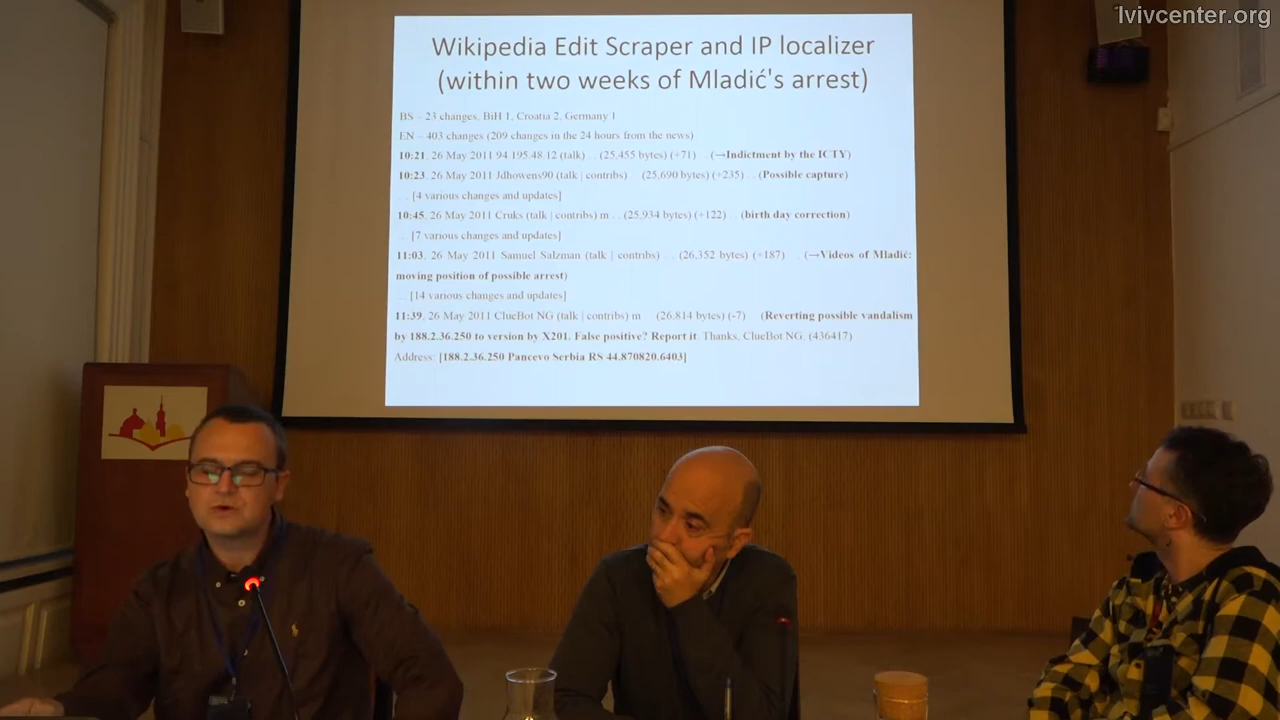 lvivcenter.org
Wikipedia Edit Scraper and IP localizer
(within two weeks of Mladić's arrest)
BS – 23 changes, BiH 1, Croatia 2, Germany 1
EN – 403 changes (209 changes in the 24 hours from the news)
10:21, 26 May 2011 94.195.48.12 (talk) . . (25,455 bytes) (+71) . . (→Indictment by the ICTY)
10:23, 26 May 2011 Jdhowens90 (talk | contribs) . . (25,690 bytes) (+235) . . (Possible capture)
. . [4 various changes and updates]
10:45, 26 May 2011 Cruks (talk | contribs) m . . (25,934 bytes) (+122) . . (birth day correction)
. . [7 various changes and updates]
11:03, 26 May 2011 Samuel Salzman (talk | contribs) . . (26,352 bytes) (+187) . . (→Videos of Mladić:
moving position of possible arrest)
. . [14 various changes and updates]
11:39, 26 May 2011 ClueBot NG (talk | contribs) m . . (26,814 bytes) (-7) . . (Reverting possible vandalism
by 188.2.36.250 to version by X201. False positive? Report it. Thanks, ClueBot NG. (436417)
Address: [188.2.36.250 Pancevo Serbia RS 44.870820.6403]